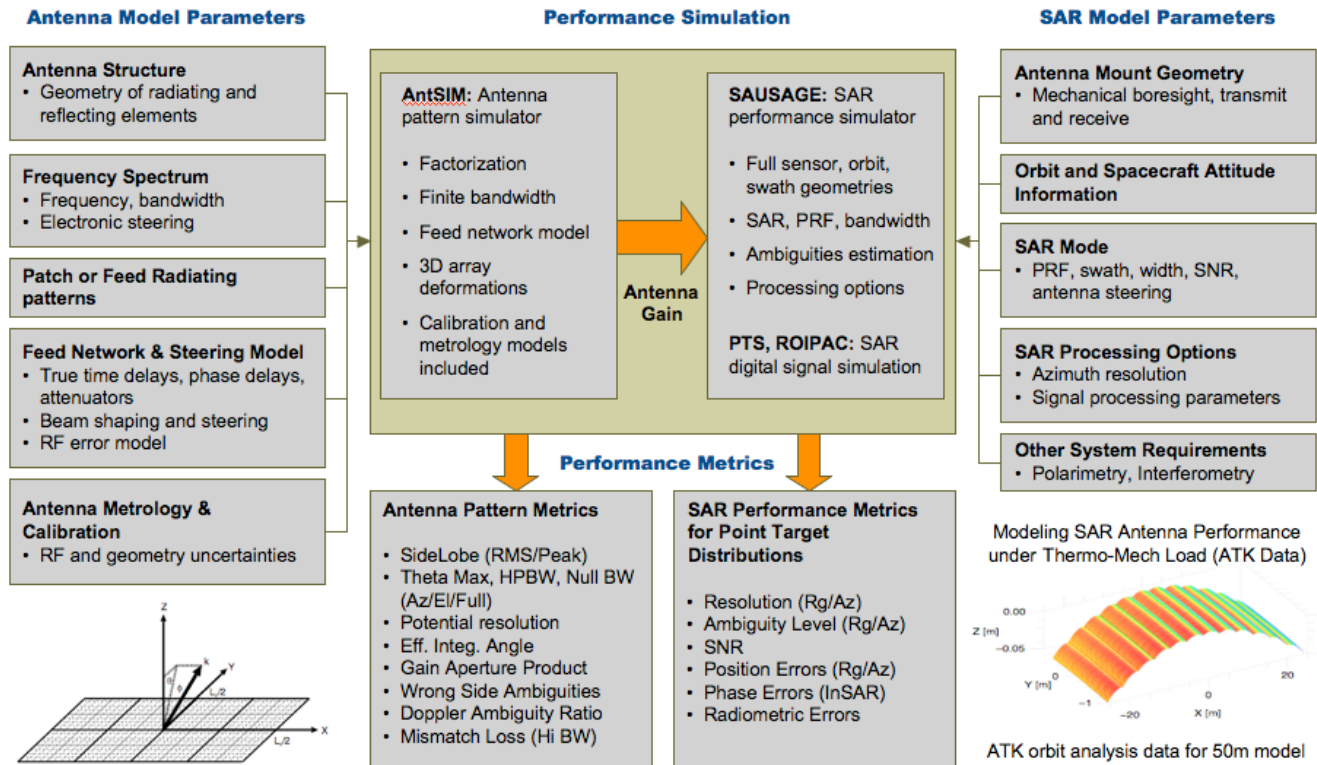 Antenna Model Parameters
Antenna Structure
• Geometry of radiating and
reflecting elements
Frequency Spectrum
• Frequency, bandwidth
• Electronic steering
Patch or Feed Radiating
patterns
Feed Network & Steering Model
• True time delays, phase delays,
attenuators
• Beam shaping and steering
• RF error model
Antenna Metrology &
Calibration
• RF and geometry uncertainties
Z
k
Y
θ
ϕ
L/2
X
L/2
Performance Simulation
AntSIM: Antenna
pattern simulator
• Factorization
• Finite bandwidth
• Feed network model
• 3D array
deformations
• Calibration and
metrology models
included
Antenna
Gain
SAUSAGE: SAR
performance simulator
• Full sensor, orbit,
swath geometries
• SAR, PRF, bandwidth
• Ambiguities estimation
• Processing options
PTS, ROIPAC: SAR
digital signal simulation
Performance Metrics
Antenna Pattern Metrics
• SideLobe (RMS/Peak)
• Theta Max, HPBW, Null BW
(Az/El/Full)
• Potential resolution
• Eff. Integ. Angle
• Gain Aperture Product
• Wrong Side Ambiguities
• Doppler Ambiguity Ratio
• Mismatch Loss (Hi BW)
SAR Performance Metrics
for Point Target
Distributions
• Resolution (Rg/Az)
• Ambiguity Level (Rg/Az)
• SNR
• Position Errors (Rg/Az)
• Phase Errors (InSAR)
• Radiometric Errors
SAR Model Parameters
Antenna Mount Geometry
• Mechanical boresight, transmit
and receive
Orbit and Spacecraft Attitude
Information
SAR Mode
• PRF, swath, width, SNR,
antenna steering
SAR Processing Options
• Azimuth resolution
• Signal processing parameters
Other System Requirements
• Polarimetry, Interferometry
Modeling SAR Antenna Performance
under Thermo-Mech Load (ATK Data)
0.00
Z [m]
−0.05
Y [m]
0
−1
−20
0
X [m]
20
ATK orbit analysis data for 50m model